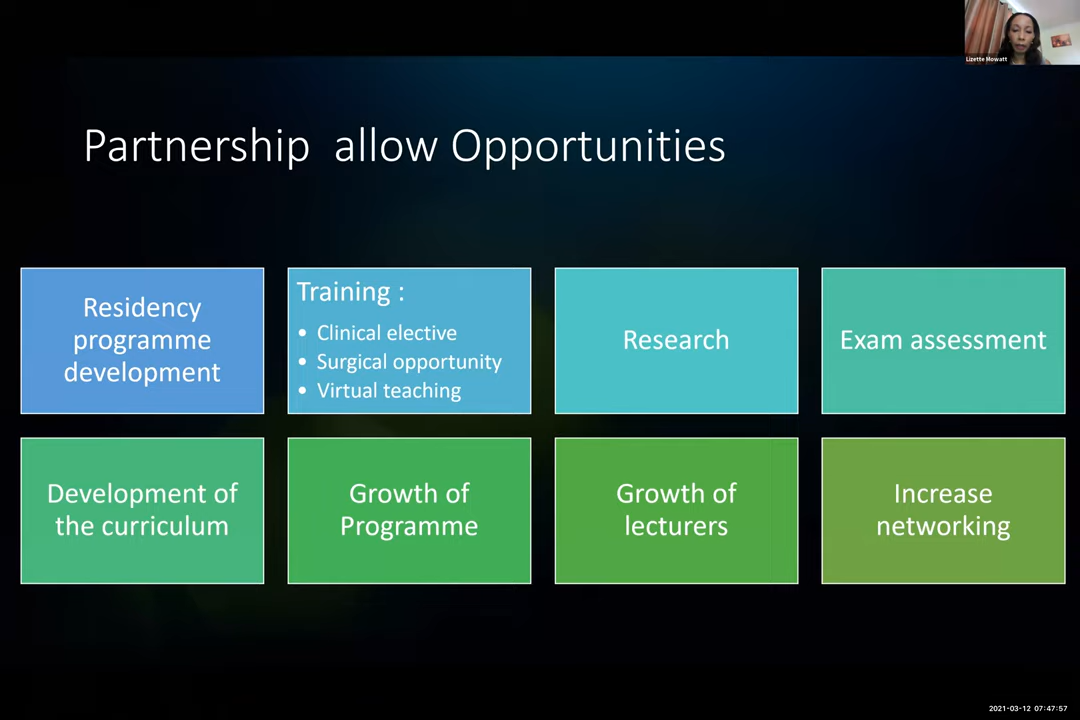 Lizette Mowatt
Partnership  allow Opportunities
Residency
programme
development
Training :
• Clinical elective
• Surgical opportunity
• Virtual teaching
Research
Exam assessment
Development of
the curriculum
Growth of
Programme
Growth of
lecturers
Increase
networking
2021-03-12 07:47:57